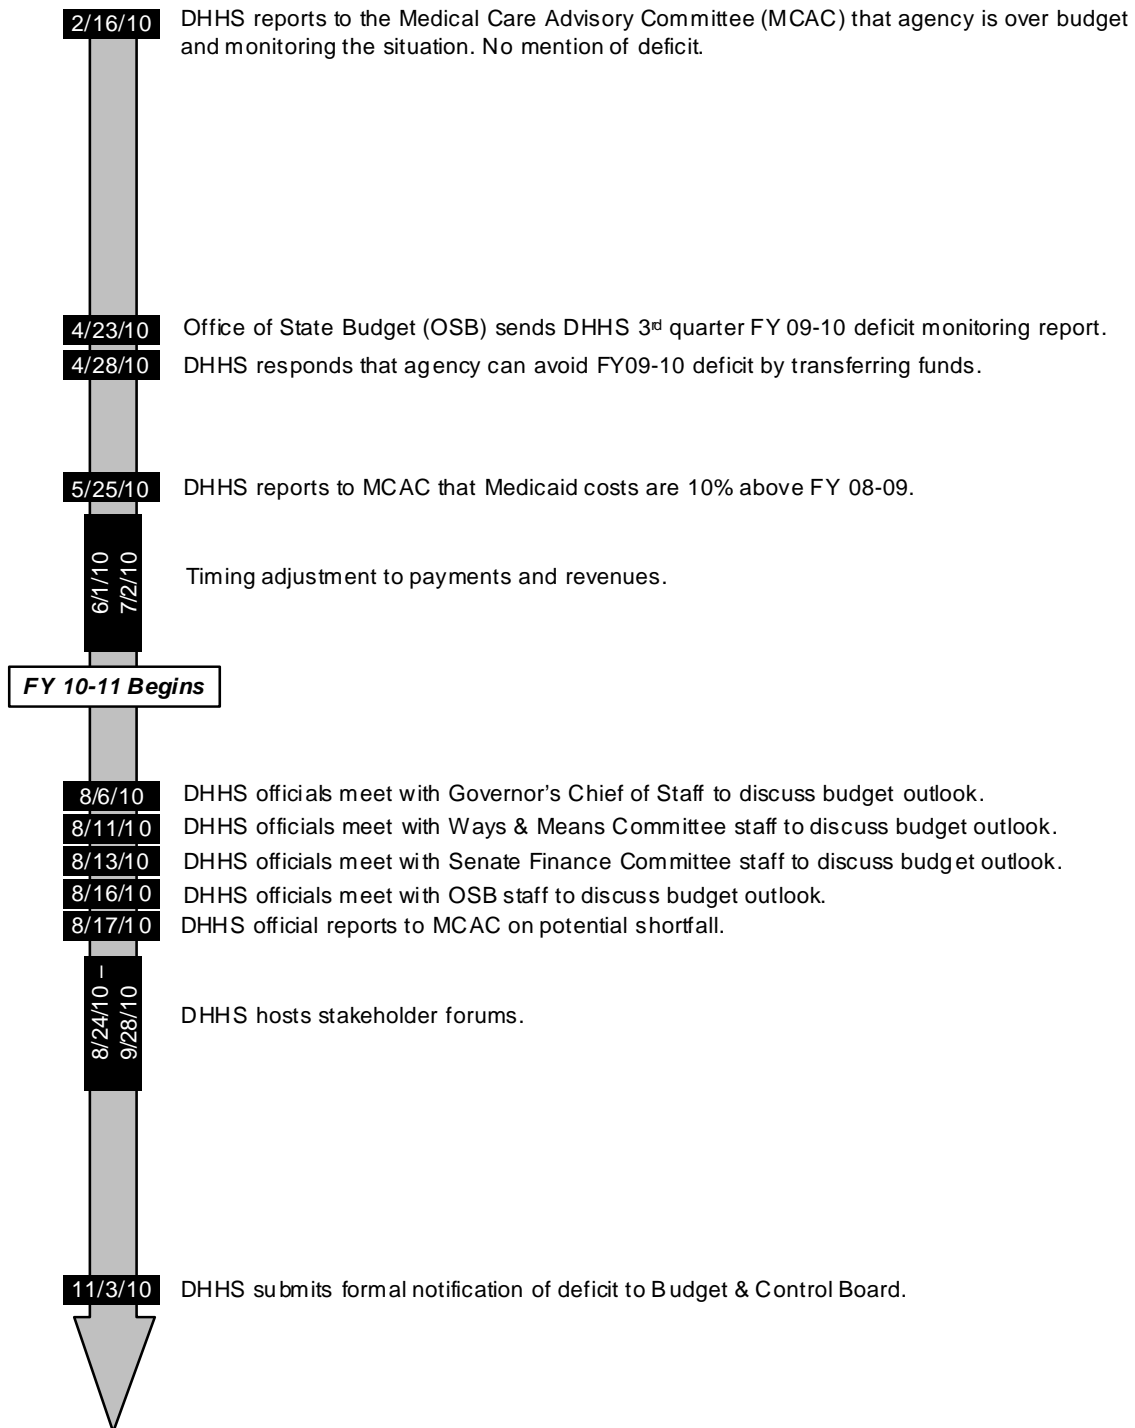 2/16/10 DHHS reports to the Medical Care Advisory Committee (MCAC) that agency is over budget
and monitoring the situation. No mention of deficit.
4/23/10 Office of State Budget (OSB) sends DHHS 3rd quarter FY 09-10 deficit monitoring report.
4/28/10 DHHS responds that agency can avoid FY09-10 deficit by transferring funds.
5/25/10 DHHS reports to MCAC that Medicaid costs are 10% above FY 08-09.
6/1/10
7/2/10
Timing adjustment to payments and revenues.
FY 10-11 Begins
8/6/10 DHHS officials meet with Governor's Chief of Staff to discuss budget outlook.
8/11/10 DHHS officials meet with Ways & Means Committee staff to discuss budget outlook.
8/13/10 DHHS officials meet with Senate Finance Committee staff to discuss budget outlook.
8/16/10 DHHS officials meet with OSB staff to discuss budget outlook.
8/17/10 DHHS official reports to MCAC on potential shortfall.
8/24/10 –
9/28/10
DHHS hosts stakeholder forums.
11/3/10 DHHS submits formal notification of deficit to Budget & Control Board.